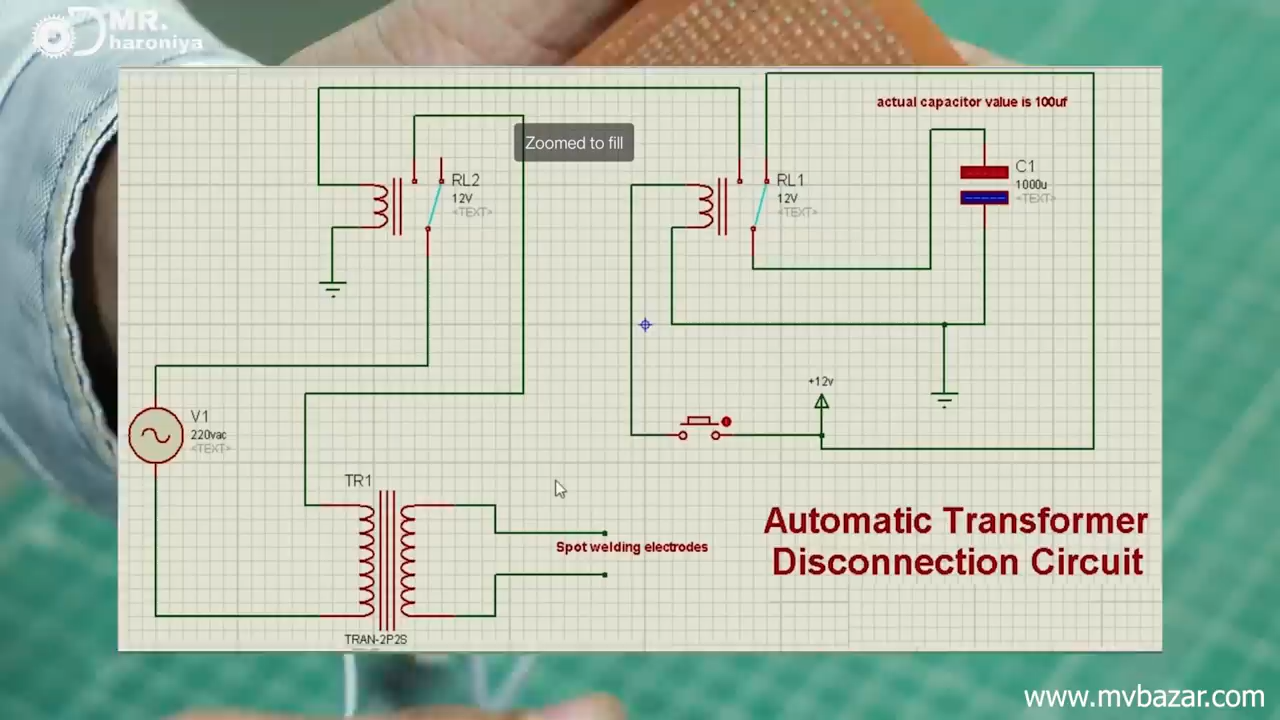 MR.
haroniya
actual capacitor value is 100uf
Zoomed to fill
RL2
12V
<TEXT>
RL1
12V
<TEXT>
C1
1000u
<TEXT>
+12v
V1
220vac
<TEXT>
TR1
Spot welding electrodes
Automatic Transformer
Disconnection Circuit
TRAN-2P2S
www.mvbazar.com